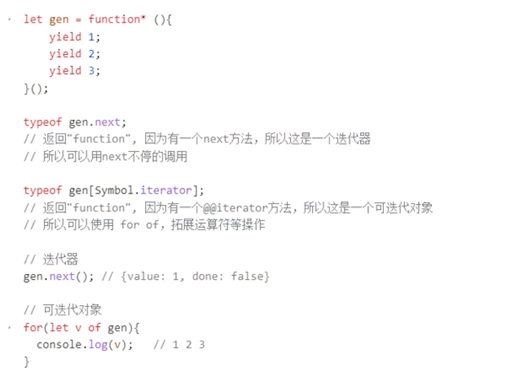 let gen = function* (){
    yield 1;
    yield 2;
    yield 3;
}();
typeof gen.next;
// 返回"function", 因为有一个next方法，所以这是一个迭代器
// 所以可以用next不停的调用
typeof gen[Symbol.iterator];
// 返回"function", 因为有一个@@iterator方法，所以这是一个可迭代对象
// 所以可以使用 for of，拓展运算符等操作
// 迭代器
gen.next(); // {value: 1, done: false}
// 可迭代对象
for(let v of gen){
  console.log(v);   // 1 2 3
}